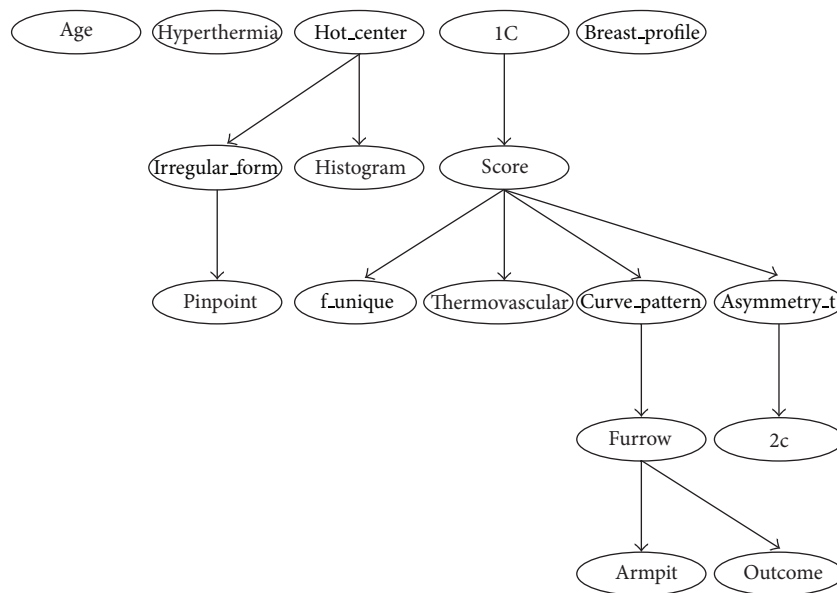 Age
Hyperthermia
Hot_center
1C
Breast_profile
Irregular_form
Histogram
Score
Pinpoint
f_unique
Thermovascular
Curve_pattern
Asymmetry_t
Furrow
2c
Armpit
Outcome